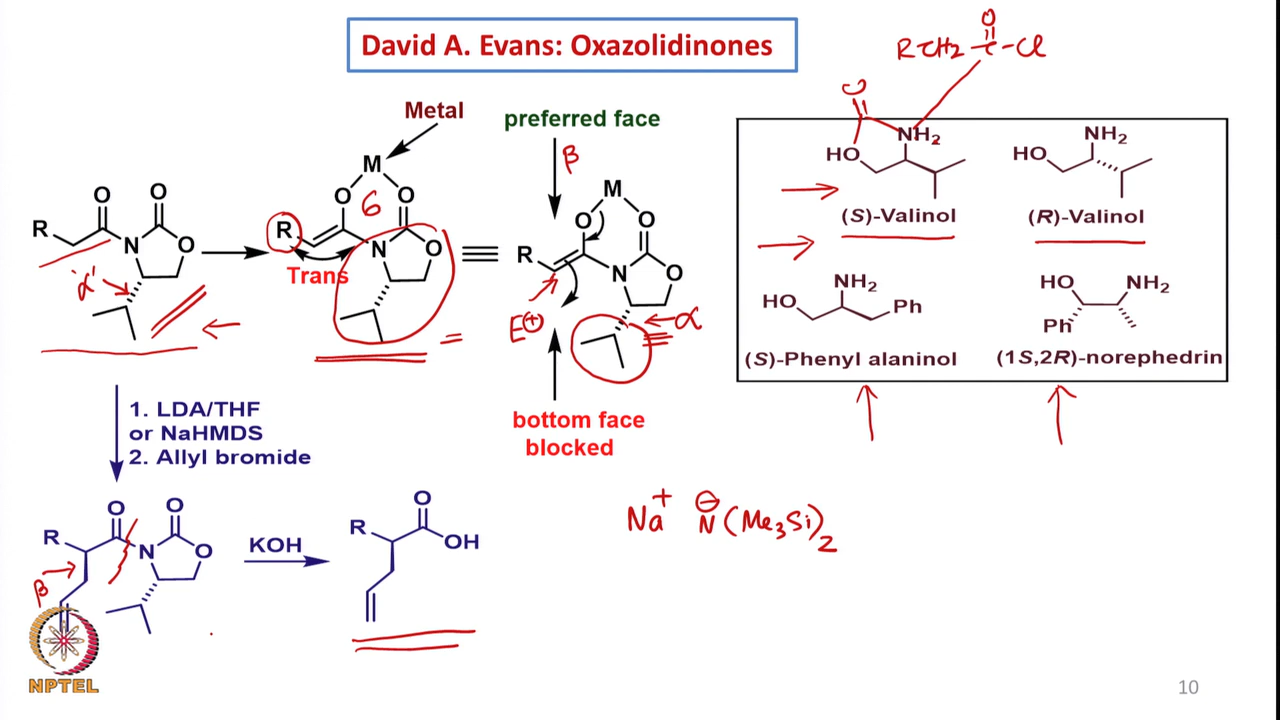 David A. Evans: Oxazolidinones
RCH2 C-Cl
O
Metal
preferred face
β
M
O O
6
R
N O
Trans
M
O O
R
N O
E+
α
bottom face
blocked
O O
R
N O
α'
O
NH2
HO
(S)-Valinol
NH2
HO
(R)-Valinol
NH2
HO
Ph
(S)-Phenyl alaninol
HO NH2
Ph
(1S,2R)-norephedrin
1. LDA/THF
or NaHMDS
2. Allyl bromide
O O
R
N O
β
KOH
O
R
OH
Na+ N⊖(Me3Si)2
NPTEL
10